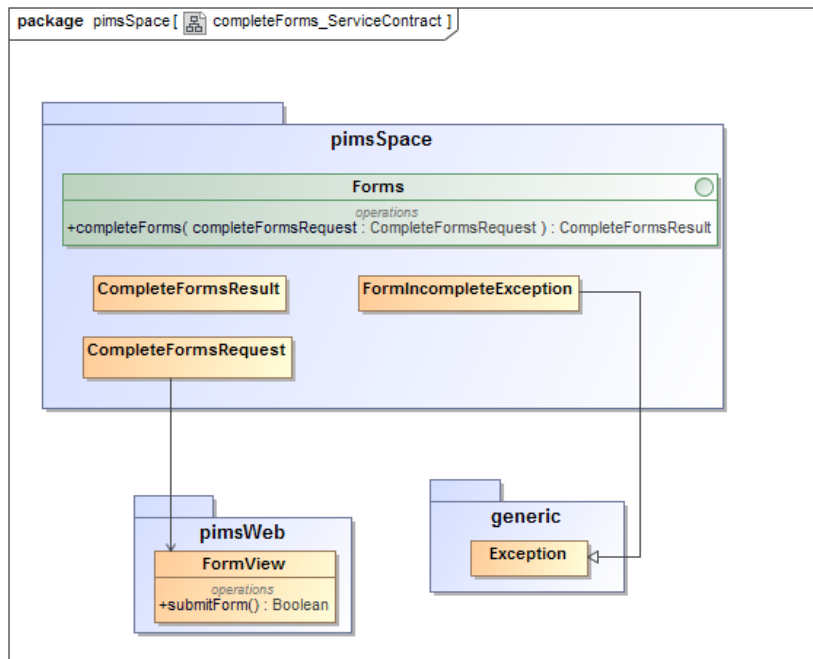 package pimsSpace [ completeForms_ServiceContract ]
pimsSpace
Forms
operations
+completeForms( completeFormsRequest : CompleteFormsRequest ) : CompleteFormsResult
CompleteFormsResult
FormIncompleteException
CompleteFormsRequest
pimsWeb
FormView
operations
+submitForm() : Boolean
generic
Exception